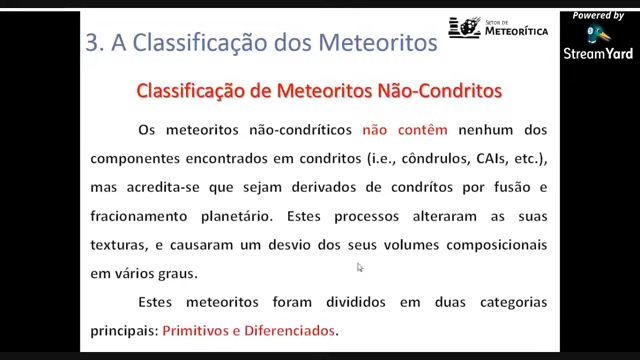 Powered by
StreamYard
3. A Classificação dos Meteoritos
SETOR DE
METEORÍTICA
Classificação de Meteoritos Não-Condritos
Os meteoritos não-condríticos não contêm nenhum dos
componentes encontrados em condritos (i.e., côndrulos, CAIs, etc.),
mas acredita-se que sejam derivados de condrítos por fusão e
fracionamento planetário. Estes processos alteraram as suas
texturas, e causaram um desvio dos seus volumes composicionais
em vários graus.
Estes meteoritos foram divididos em duas categorias
principais: Primitivos e Diferenciados.